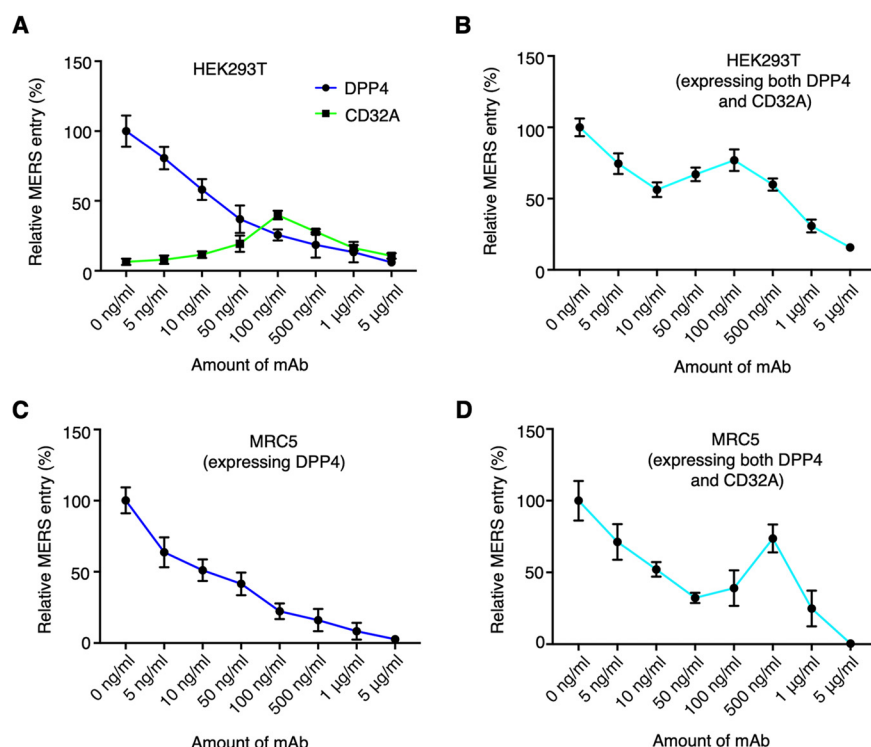 A
HEK293T
DPP4
CD32A
Relative MERS entry (%)
150
100
50
0
0 ng/ml
5 ng/ml
10 ng/ml
50 ng/ml
100 ng/ml
500 ng/ml
1 µg/ml
5 µg/ml
Amount of mAb
B
HEK293T
(expressing both DPP4
and CD32A)
Relative MERS entry (%)
150
100
50
0
0 ng/ml
5 ng/ml
10 ng/ml
50 ng/ml
100 ng/ml
500 ng/ml
1 µg/ml
5 µg/ml
Amount of mAb
C
MRC5
(expressing DPP4)
Relative MERS entry (%)
150
100
50
0
0 ng/ml
5 ng/ml
10 ng/ml
50 ng/ml
100 ng/ml
500 ng/ml
1 µg/ml
5 µg/ml
Amount of mAb
D
MRC5
(expressing both DPP4
and CD32A)
Relative MERS entry (%)
150
100
50
0
0 ng/ml
5 ng/ml
10 ng/ml
50 ng/ml
100 ng/ml
500 ng/ml
1 µg/ml
5 µg/ml
Amount of mAb